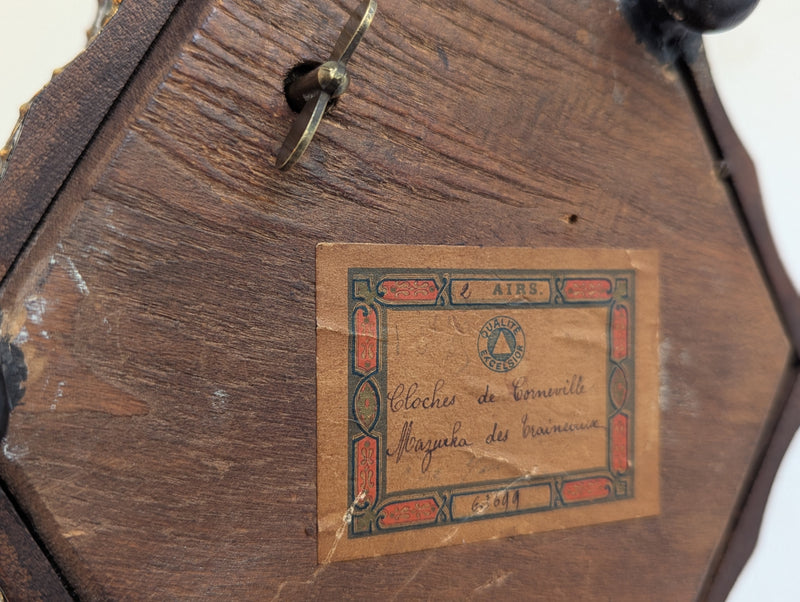 2 AIRS.
QUALITÉ
EXCELSIOR
Cloches de Corneville
Mazurka des Traineaux